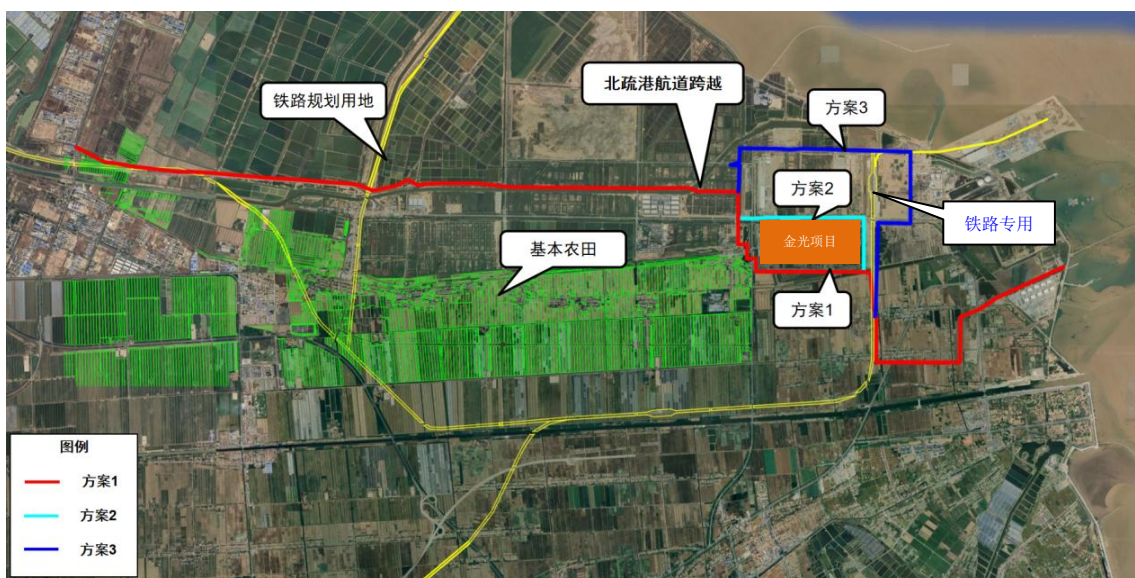 北疏港航道跨越
铁路规划用地
方案3
方案2
铁路专用
金光项目
基本农田
方案1
图例
方案1
方案2
方案3